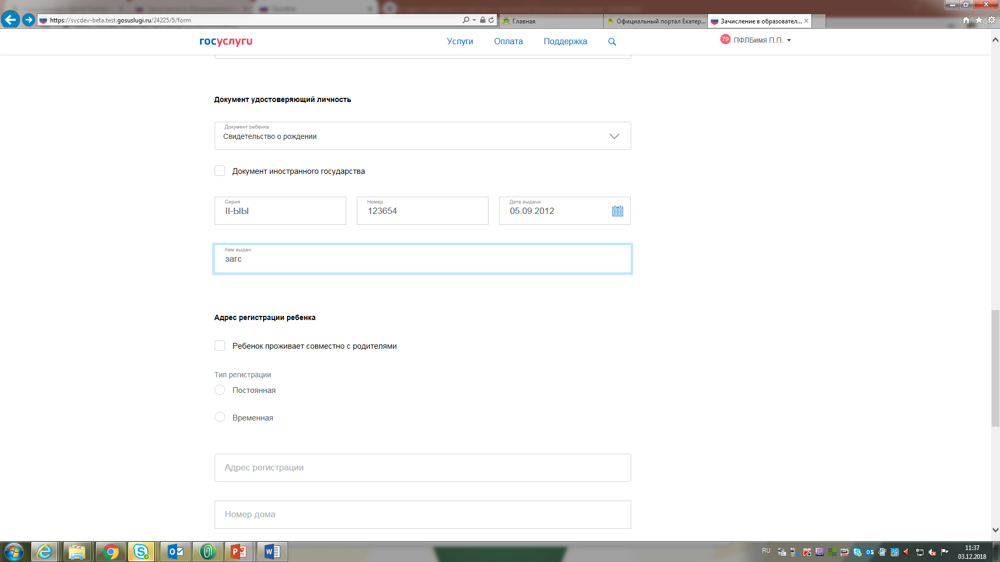 https://svcdev-beta.test.gosuslugi.ru/24225/5/form
Главная
Официальный портал Екатер...
Зачисление в образовател...
госуслуги
Услуги
Оплата
Поддержка
79
ПФЛБимя П.П.
Документ удостоверяющий личность
Документ ребенка
Свидетельство о рождении
Документ иностранного государства
Серия
Номер
Дата выдачи
II-ЫЫ
123654
05.09.2012
Кем выдан
загс
Адрес регистрации ребенка
Ребенок проживает совместно с родителями
Тип регистрации
Постоянная
Временная
Адрес регистрации
Номер дома
RU
11:37
03.12.2018